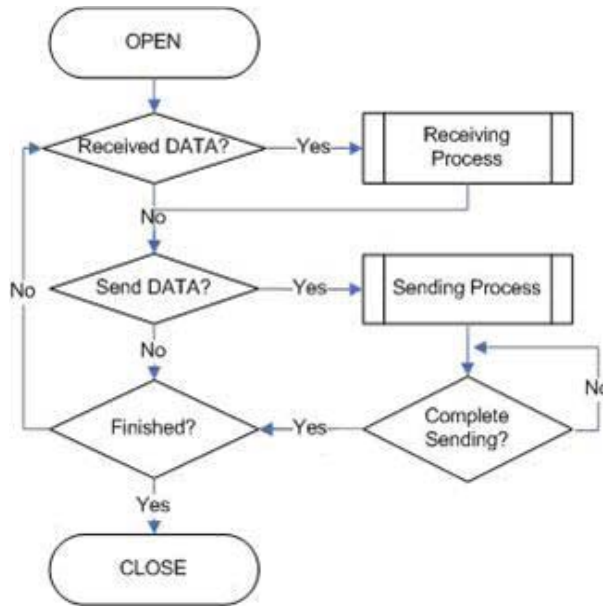 OPEN
Received DATA?
Yes
Receiving
Process
No
Send DATA?
Yes
Sending Process
No
No
No
Finished?
Yes
Complete
Sending?
Yes
CLOSE